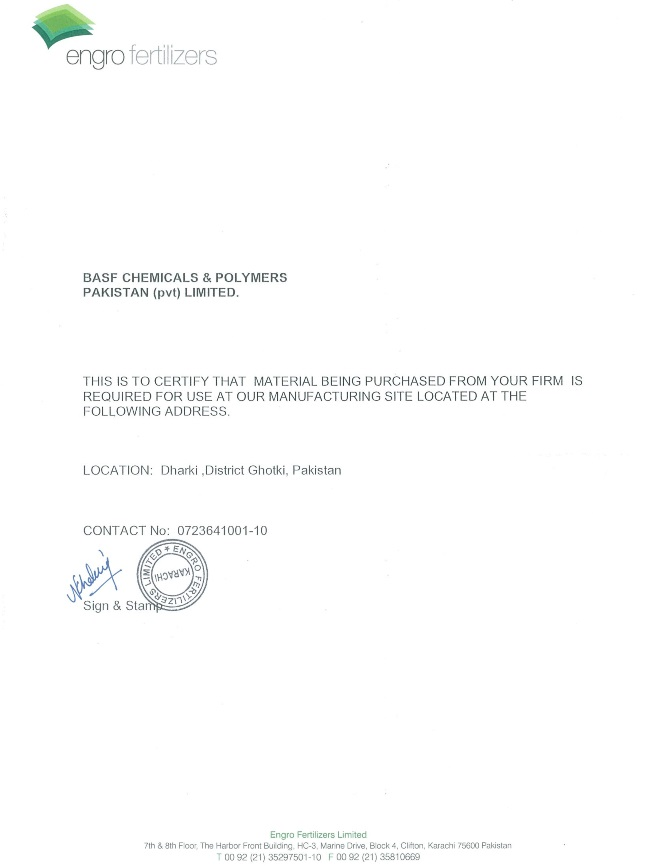 engro fertilizers
BASF CHEMICALS & POLYMERS
PAKISTAN (pvt) LIMITED.
THIS IS TO CERTIFY THAT MATERIAL BEING PURCHASED FROM YOUR FIRM IS
REQUIRED FOR USE AT OUR MANUFACTURING SITE LOCATED AT THE
FOLLOWING ADDRESS.
LOCATION: Dharki ,District Ghotki, Pakistan
CONTACT No: 0723641001-10
ENGRO FERTILIZERS LIMITED
KARACHI
Sign & Stamp
Engro Fertilizers Limited
7th & 8th Floor, The Harbor Front Building, HC-3, Marine Drive, Block 4, Clifton, Karachi 75600 Pakistan
T 00 92 (21) 35297501-10 F 00 92 (21) 35810669